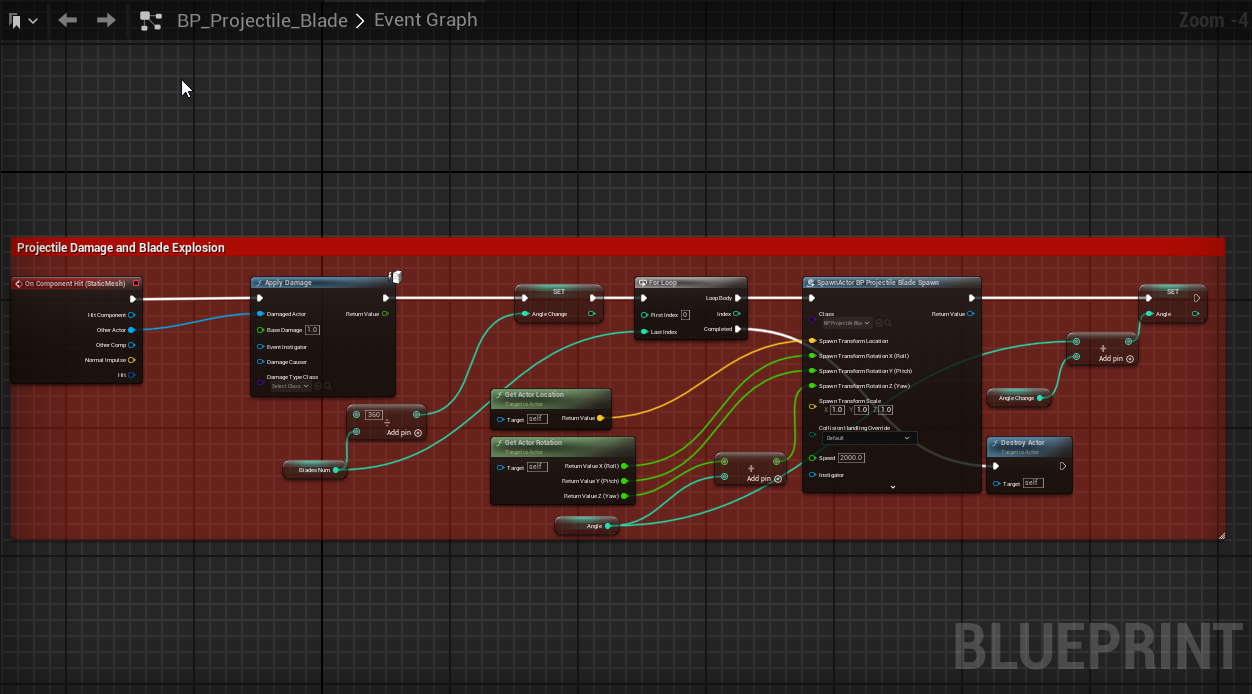 BP_Projectile_Blade > Event Graph
Zoom -4
Projectile Damage and Blade Explosion
On Component Hit (StaticMesh)
Hit Component
Other Actor
Other Comp
Normal Impulse
Hit
Apply Damage
Damaged Actor
Return Value
Base Damage 1.0
Event Instigator
Damage Causer
Damage Type Class
Select Class
360
÷
Add pin
Blades Num
SET
Angle Change
For Loop
Loop Body
First Index 0
Index
Last Index
Completed
Get Actor Location
Target is Actor
Target self
Return Value
Get Actor Rotation
Target is Actor
Target self
Return Value X (Roll)
Return Value Y (Pitch)
Return Value Z (Yaw)
Angle
+
Add pin
SpawnActor BP Projectile Blade Spawn
Class
Return Value
BP Projectile Bla
Spawn Transform Location
Spawn Transform Rotation X (Roll)
Spawn Transform Rotation Y (Pitch)
Spawn Transform Rotation Z (Yaw)
Spawn Transform Scale
X 1.0 Y 1.0 Z 1.0
Collision Handling Override
Default
Speed 2000.0
Instigator
Angle Change
+
Add pin
Destroy Actor
Target is Actor
Target self
SET
Angle
BLUEPRINT